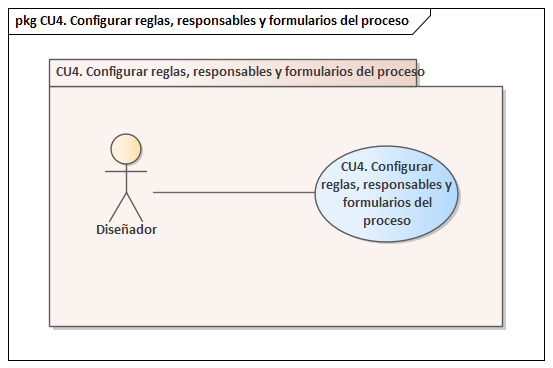 pkg CU4. Configurar reglas, responsables y formularios del proceso
CU4. Configurar reglas, responsables y formularios del proceso
CU4. Configurar
reglas, responsables y
formularios del
proceso
Diseñador